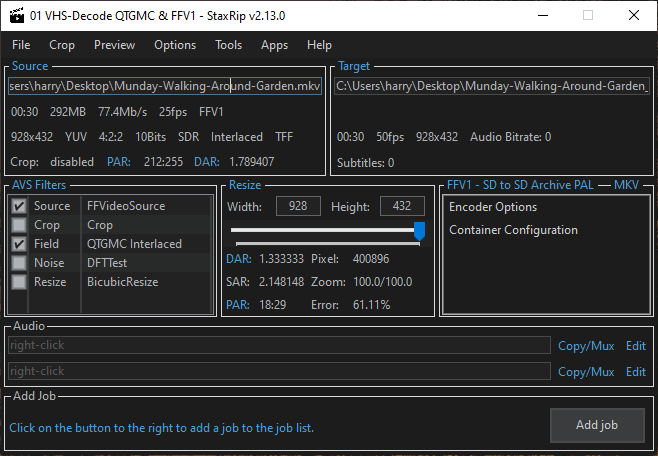 01 VHS-Decode QTGMC & FFV1 - StaxRip v2.13.0
File Crop Preview Options Tools Apps Help
Source
sers\harry\Desktop\Munday-Walking-Around-Garden.mkv
00:30 292MB 77.4Mb/s 25fps FFV1
928x432 YUV 4:2:2 10Bits SDR Interlaced TFF
Crop: disabled PAR: 212:255 DAR: 1.789407
Target
C:\Users\harry\Desktop\Munday-Walking-Around-Garden_
00:30 50fps 928x432 Audio Bitrate: 0
Subtitles: 0
AVS Filters
Source FFVideoSource
Crop Crop
Field QTGMC Interlaced
Noise DFTTest
Resize BicubicResize
Resize
Width: 928 Height: 432
DAR: 1.333333 Pixel: 400896
SAR: 2.148148 Zoom: 100.0/100.0
PAR: 18:29 Error: 61.11%
FFV1 - SD to SD Archive PAL MKV
Encoder Options
Container Configuration
Audio
right-click Copy/Mux Edit
right-click Copy/Mux Edit
Add Job
Click on the button to the right to add a job to the job list.
Add job